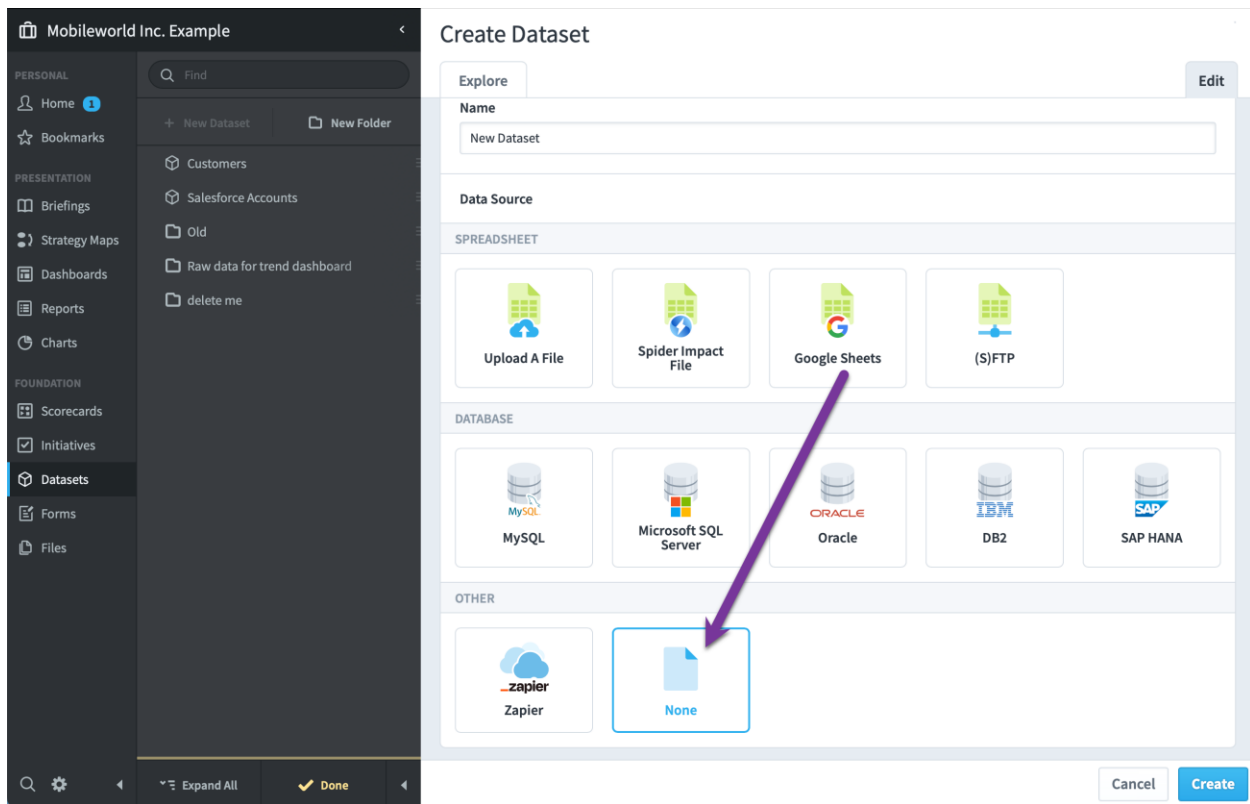 Mobileworld Inc. Example
PERSONAL
Home 1
Bookmarks
PRESENTATION
Briefings
Strategy Maps
Dashboards
Reports
Charts
FOUNDATION
Scorecards
Initiatives
Datasets
Forms
Files
Find
+ New Dataset
New Folder
Customers
Salesforce Accounts
Old
Raw data for trend dashboard
delete me
Expand All
Done
Create Dataset
Explore
Edit
Name
New Dataset
Data Source
SPREADSHEET
Upload A File
Spider Impact
File
Google Sheets
(S)FTP
DATABASE
MySQL
MySQL
Microsoft SQL
Server
ORACLE
Oracle
IBM
DB2
SAP
SAP HANA
OTHER
_zapier
Zapier
None
Cancel
Create